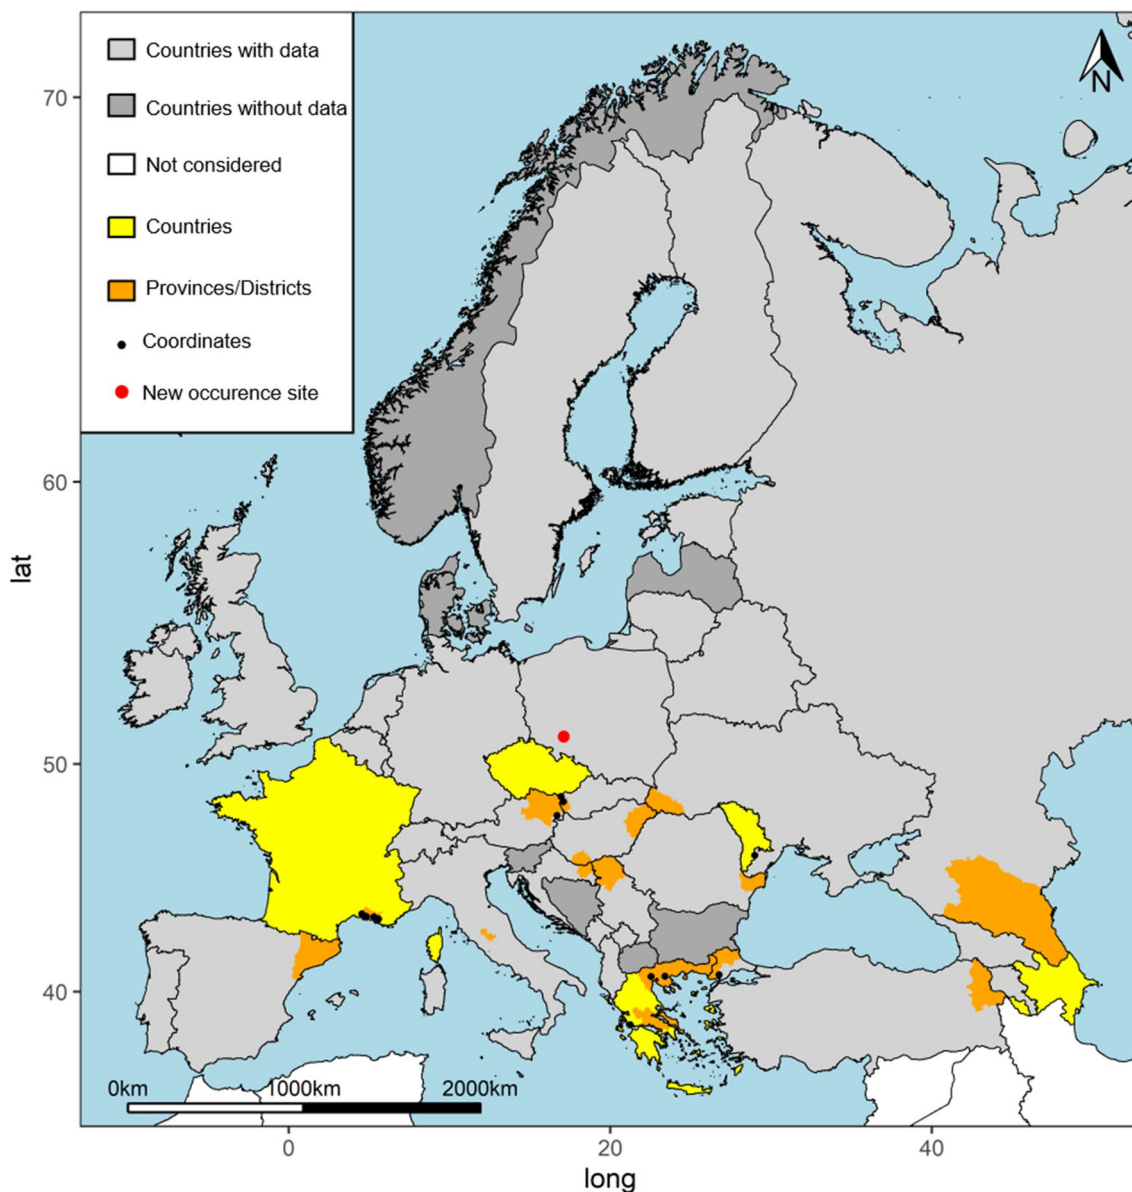 Countries with data
Countries without data
Not considered
Countries
Provinces/Districts
Coordinates
New occurence site
N
70
60
50
40
lat
0km 1000km 2000km
0 20 40
long